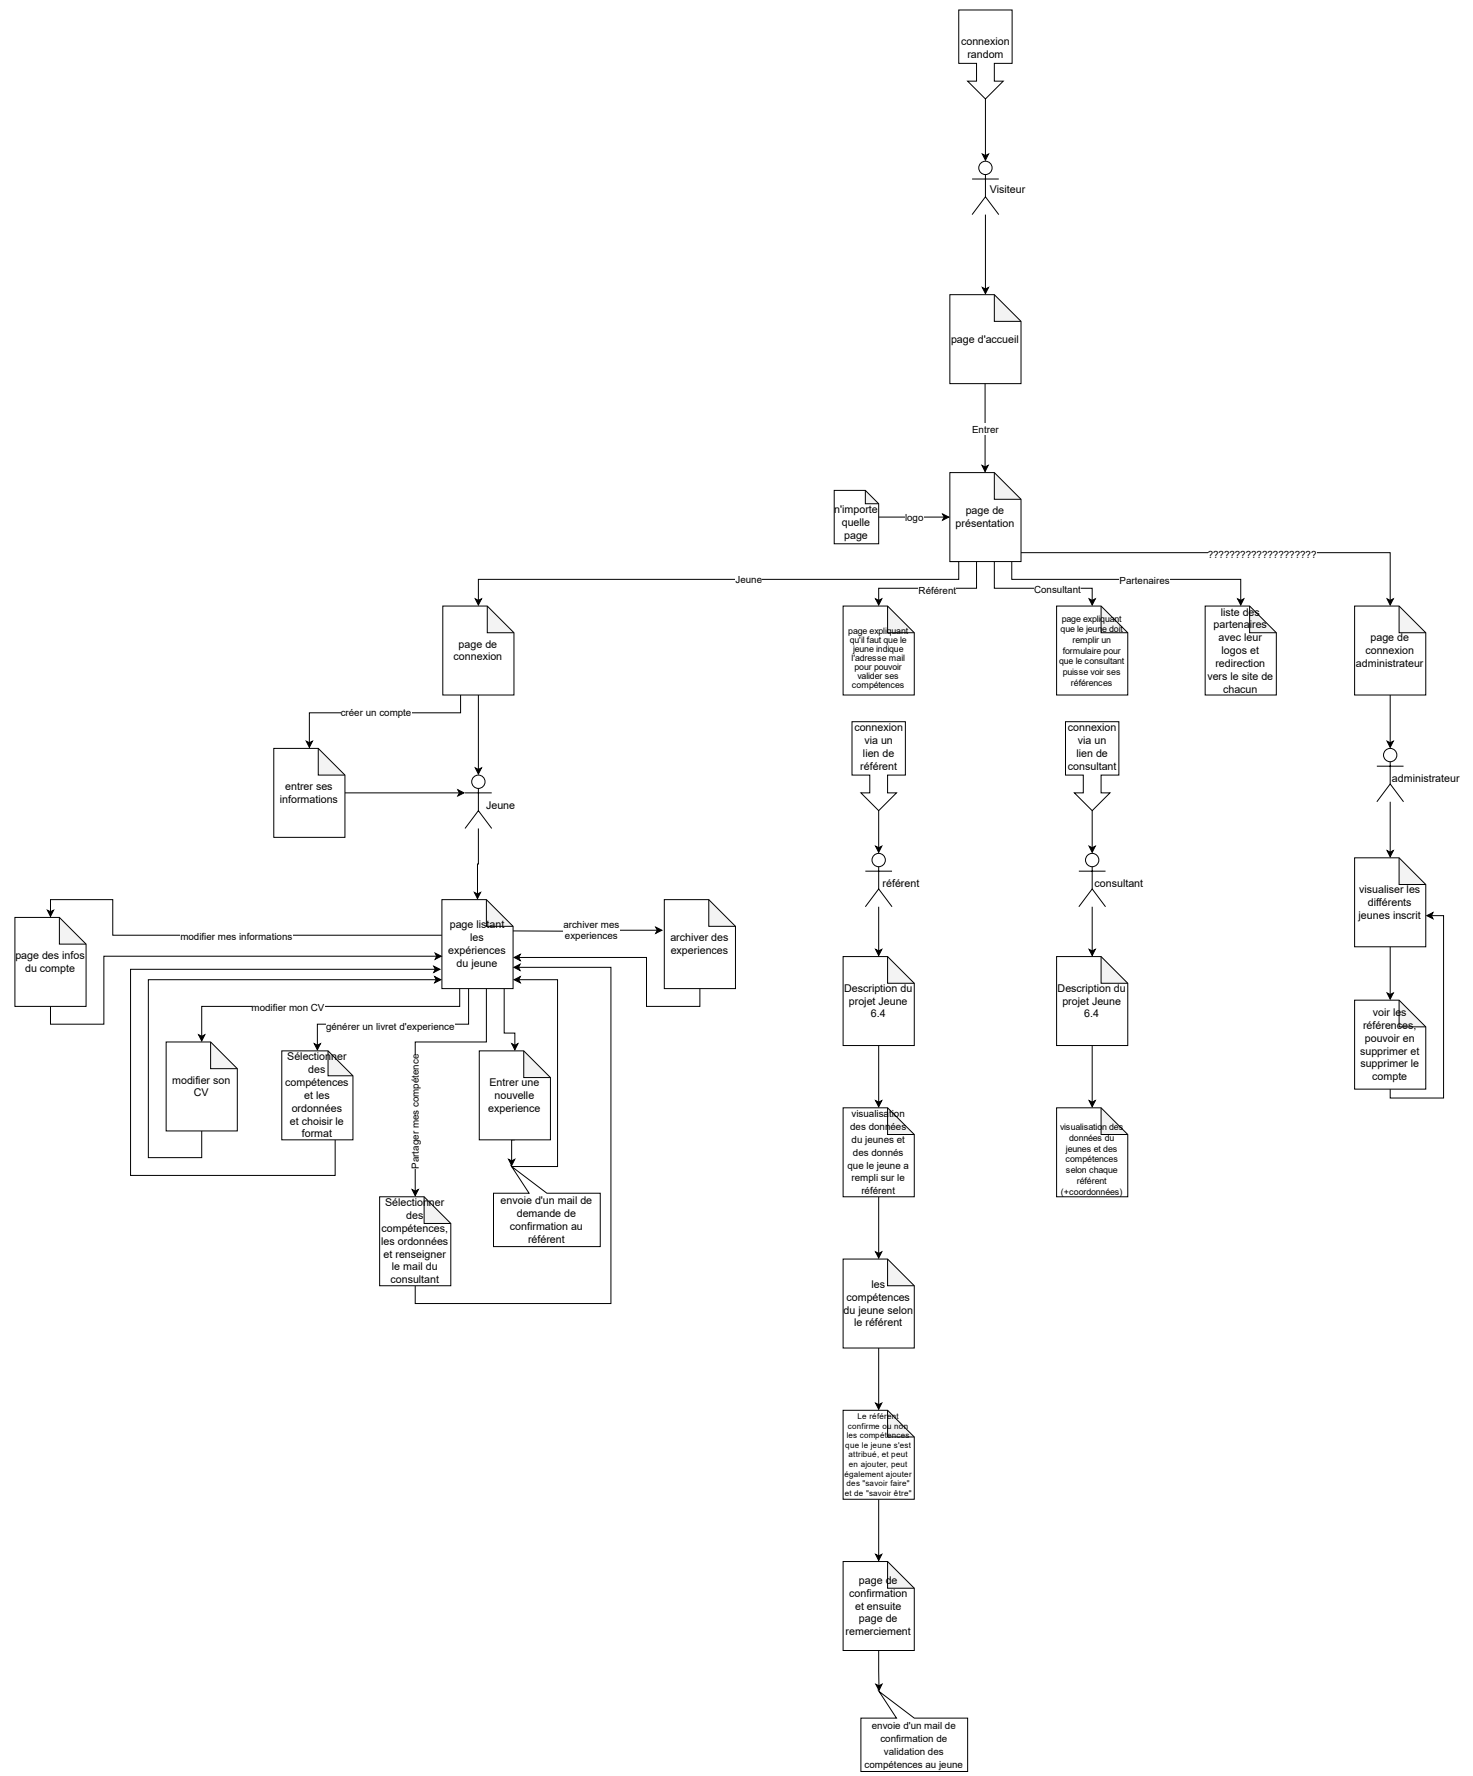 connexion
random
Visiteur
page d'accueil
Entrer
n'importe
quelle
page
logo
page de
présentation
????????????????????
Jeune
Référent
Consultant
Partenaires
page de
connexion
page expliquant
qu'il faut que le
jeune indique
l'adresse mail
pour pouvoir
valider ses
compétences
page expliquant
que le jeune doir
remplir un
formulaire pour
que le consultant
puisse voir ses
références
liste des
partenaires
avec leur
logos et
redirection
vers le site de
chacun
page de
connexion
administrateur
créer un compte
entrer ses
informations
Jeune
connexion
via un
lien de
référent
connexion
via un
lien de
consultant
administrateur
référent
consultant
visualiser les
différents
jeunes inscrit
modifier mes informations
page des infos
du compte
page listant
les
expériences
du jeune
archiver mes
experiences
archiver des
experiences
Description du
projet Jeune
6.4
Description du
projet Jeune
6.4
voir les
références,
pouvoir en
supprimer et
supprimer le
compte
modifier mon CV
générer un livret d'experience
Partager mes compétence
modifier son
CV
Sélectionner
des
compétences
et les
ordonnées
et choisir le
format
Entrer une
nouvelle
experience
envoie d'un mail de
demande de
confirmation au
référent
Sélectionner
des
compétences,
les ordonnées
et renseigner
le mail du
consultant
visualisation
des données
du jeunes et
des donnés
que le jeune a
rempli sur le
référent
visualisation des
données du
jeunes et des
compétences
selon chaque
référent
(+coordonnées)
les
compétences
du jeune selon
le référent
Le référent
confirme ou non
les compétences
que le jeune s'est
attribué, et peut
en ajouter, peut
également ajouter
des "savoir faire"
et de "savoir être"
page de
confirmation
et ensuite
page de
remerciement
envoie d'un mail de
confirmation de
validation des
compétences au jeune